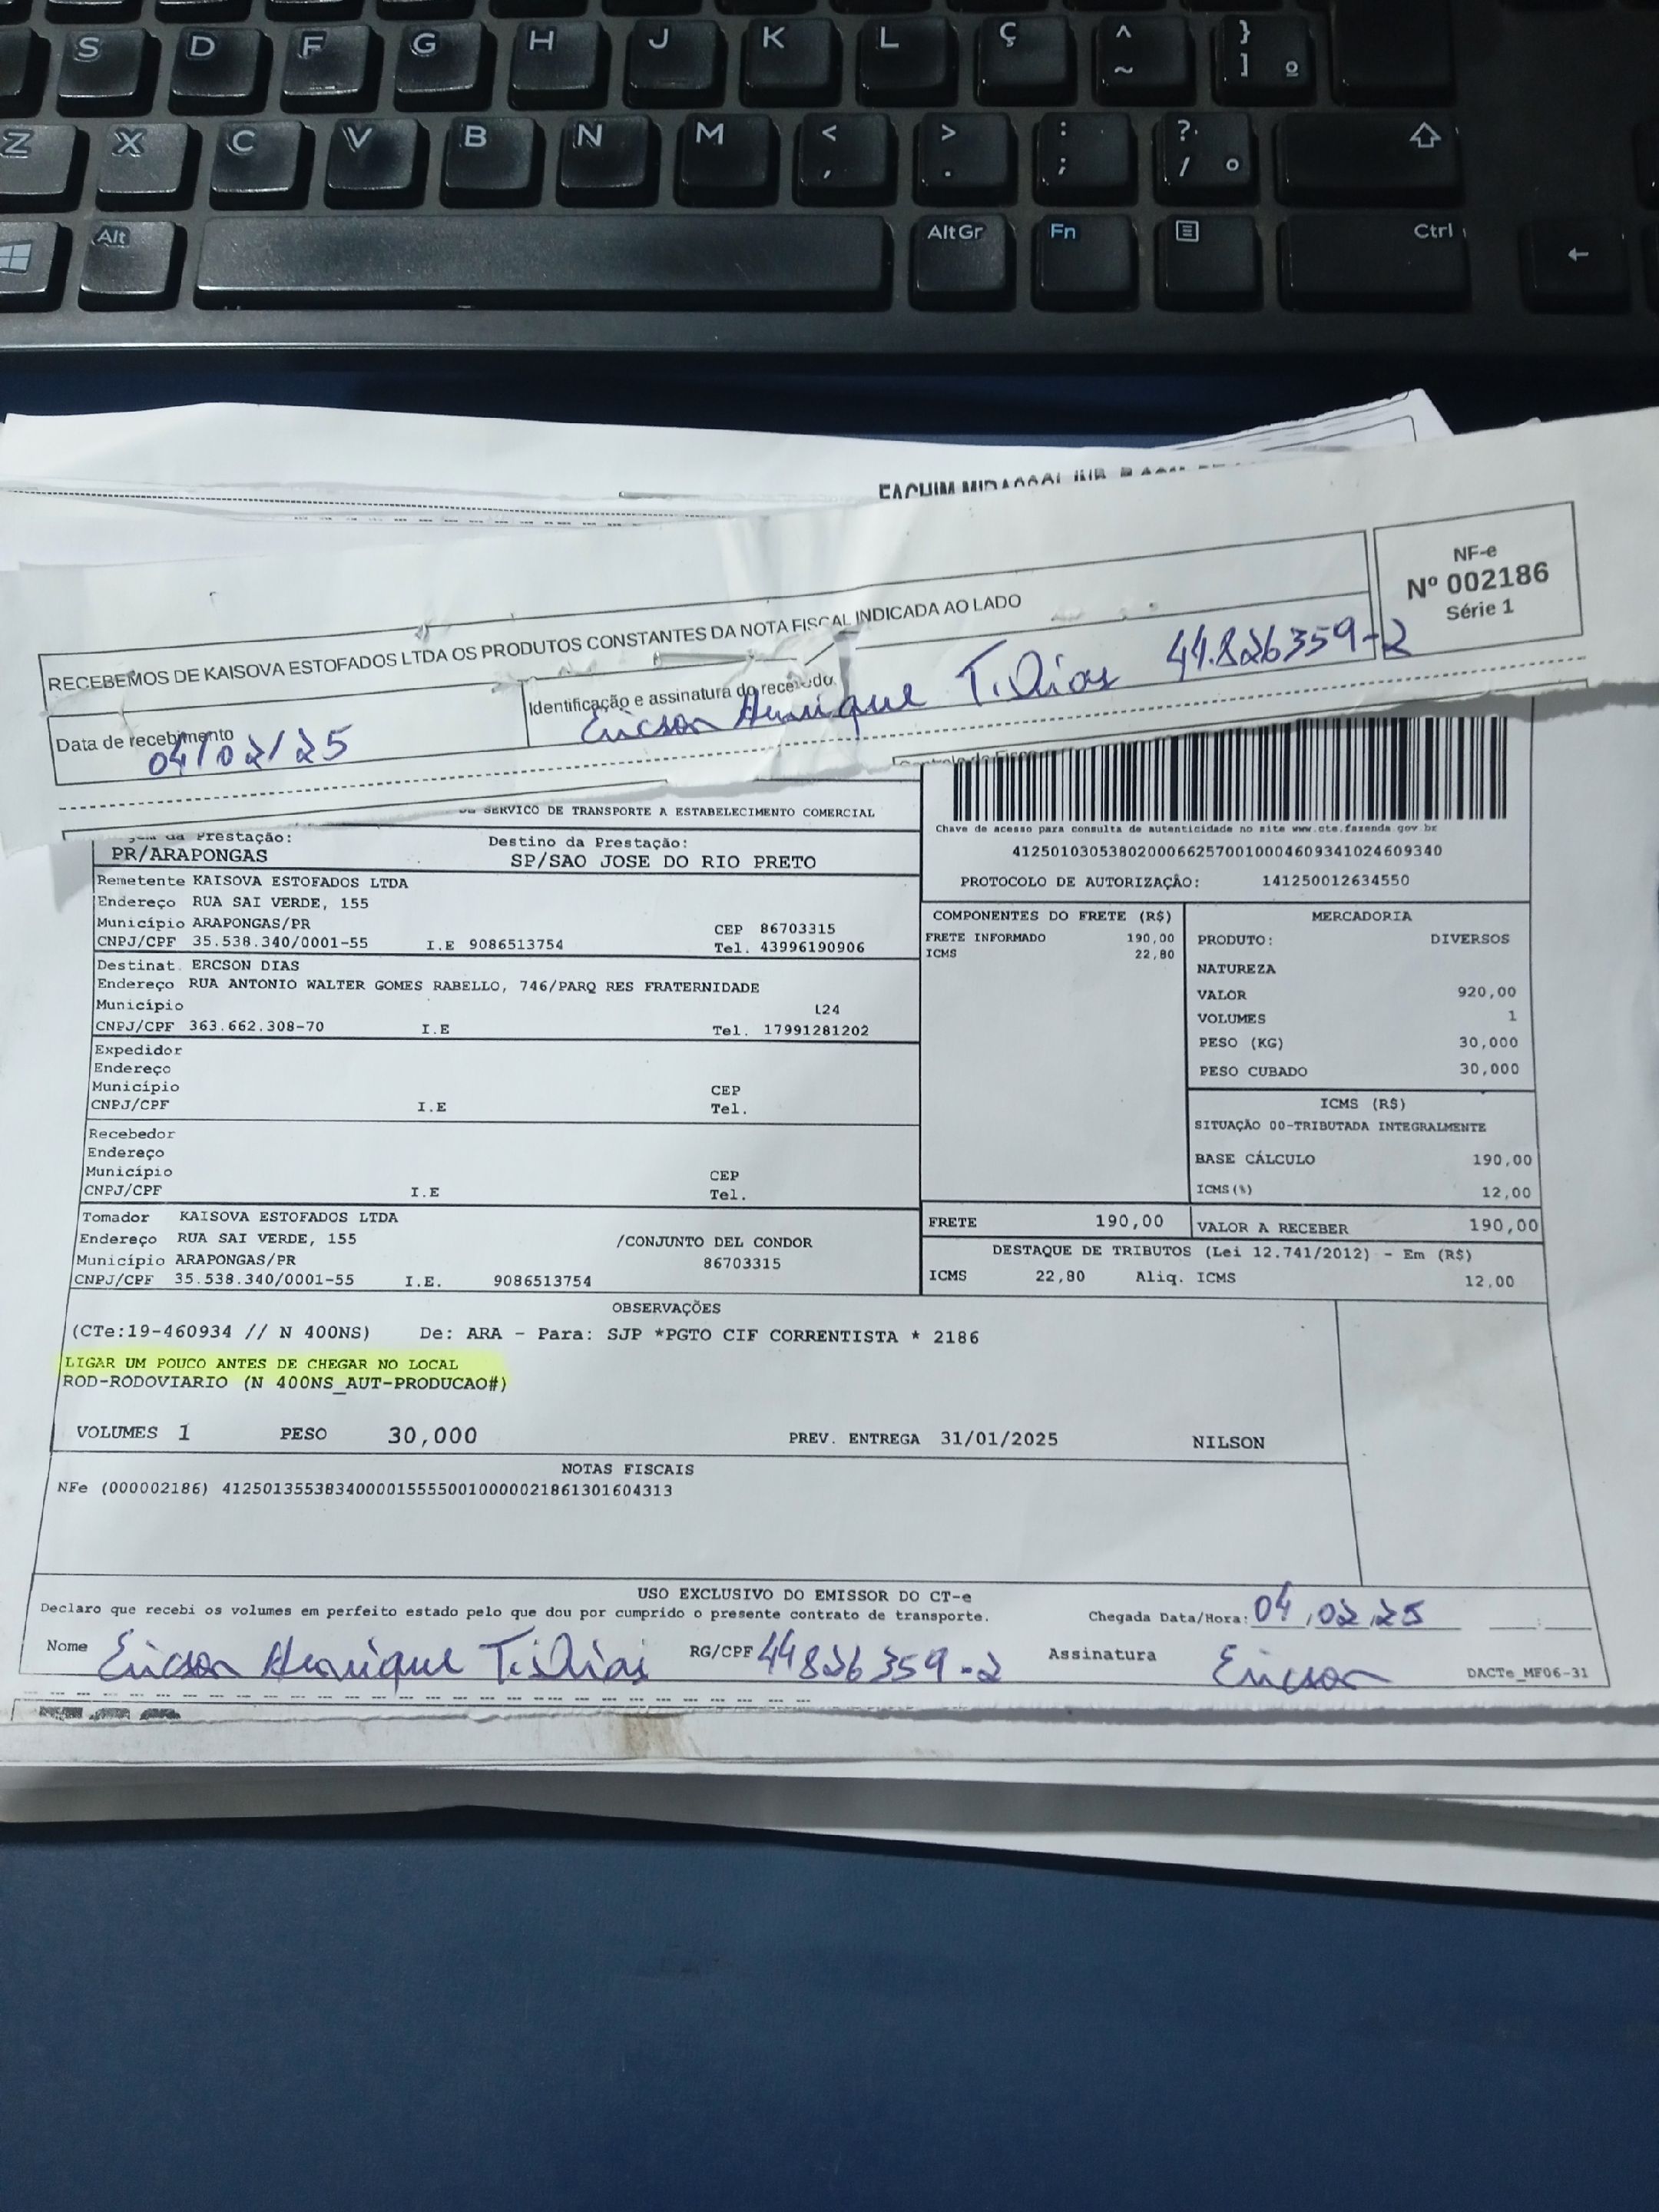 S D F G H J K L Ç ^ ~ } ] º
Z X C V B N M < , > . : ; ? / °
Alt Alt Gr Fn Ctrl ←
NF-e
Nº 002186
Série 1
RECEBEMOS DE KAISOVA ESTOFADOS LTDA OS PRODUTOS CONSTANTES DA NOTA FISCAL INDICADA AO LADO
Data de recebimento
04/02/25
Identificação e assinatura do
Ericson Henrique T. Dias 44.826359-2
SERVICO DE TRANSPORTE A ESTABELECIMENTO COMERCIAL
da Prestação:
PR/ARAPONGAS
Destino da Prestação:
SP/SAO JOSE DO RIO PRETO
Chave de acesso para consulta de autenticidade no site www.cte.fazenda.gov.br
41250103053802000662570010004609341024609340
PROTOCOLO DE AUTORIZAÇÃO: 141250012634550
Remetente KAISOVA ESTOFADOS LTDA
Endereço RUA SAI VERDE, 155
Município ARAPONGAS/PR CEP 86703315
CNPJ/CPF 35.538.340/0001-55 I.E 9086513754 Tel. 43996190906
Destinat. ERCSON DIAS
Endereço RUA ANTONIO WALTER GOMES RABELLO, 746/PARQ RES FRATERNIDADE
Município L24
CNPJ/CPF 363.662.308-70 I.E Tel. 17991281202
Expedidor
Endereço
Município CEP
CNPJ/CPF I.E Tel.
Recebedor
Endereço
Município CEP
CNPJ/CPF I.E Tel.
Tomador KAISOVA ESTOFADOS LTDA
Endereço RUA SAI VERDE, 155 /CONJUNTO DEL CONDOR
Município ARAPONGAS/PR 86703315
CNPJ/CPF 35.538.340/0001-55 I.E. 9086513754
COMPONENTES DO FRETE (R$)
FRETE INFORMADO 190,00
ICMS 22,80
MERCADORIA
PRODUTO: DIVERSOS
NATUREZA
VALOR 920,00
VOLUMES 1
PESO (KG) 30,000
PESO CUBADO 30,000
ICMS (R$)
SITUAÇÃO 00-TRIBUTADA INTEGRALMENTE
BASE CÁLCULO 190,00
ICMS(%) 12,00
FRETE 190,00 VALOR A RECEBER 190,00
DESTAQUE DE TRIBUTOS (Lei 12.741/2012) - Em (R$)
ICMS 22,80 Aliq. ICMS 12,00
OBSERVAÇÕES
(CTe:19-460934 // N 400NS) De: ARA - Para: SJP *PGTO CIF CORRENTISTA * 2186
LIGAR UM POUCO ANTES DE CHEGAR NO LOCAL
ROD-RODOVIARIO (N 400NS_AUT-PRODUCAO#)
VOLUMES 1 PESO 30,000 PREV. ENTREGA 31/01/2025 NILSON
NOTAS FISCAIS
NFe (000002186) 41250135538340000155550010000021861301604313
USO EXCLUSIVO DO EMISSOR DO CT-e
Declaro que recebi os volumes em perfeito estado pelo que dou por cumprido o presente contrato de transporte. Chegada Data/Hora: 04/02/25
Nome Ericson Henrique T. Dias RG/CPF 44826359-2 Assinatura Ericson
DACTe_MF06-31